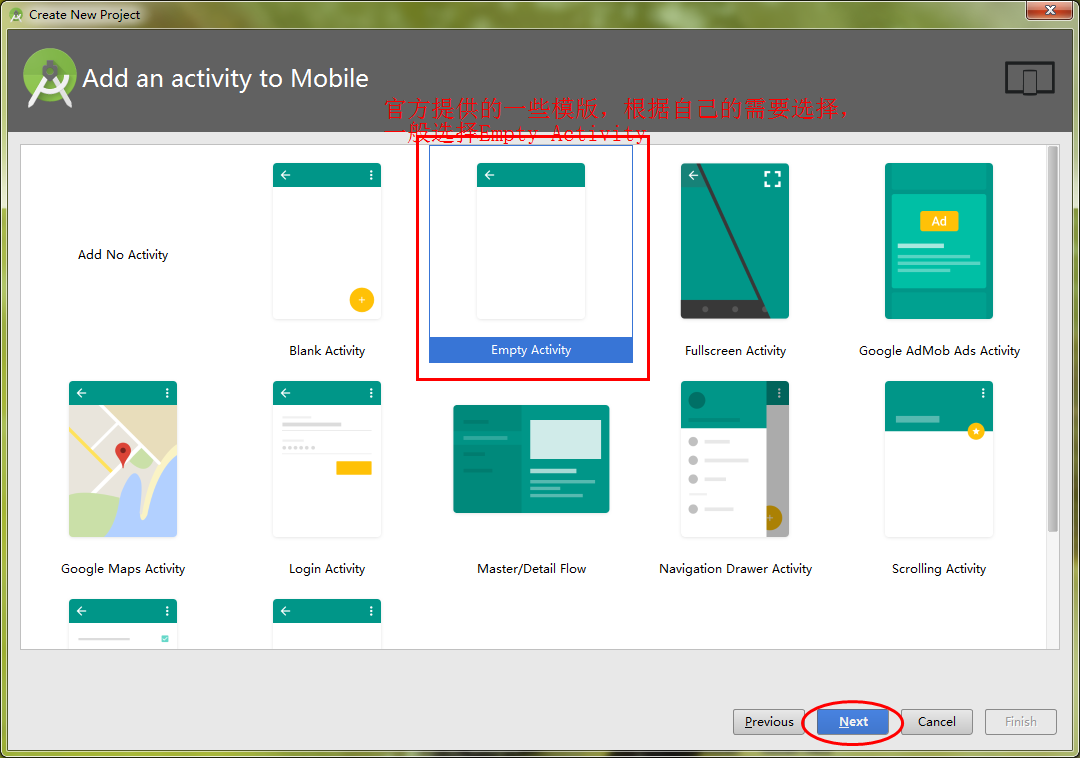 Create New Project
Add an activity to Mobile
官方提供的一些模版，根据自己的需要选择，
一般选择Empty Activity
Add No Activity
Blank Activity
Empty Activity
Fullscreen Activity
Ad
Google AdMob Ads Activity
Google Maps Activity
Login Activity
Master/Detail Flow
Navigation Drawer Activity
Scrolling Activity
Previous
Next
Cancel
Finish